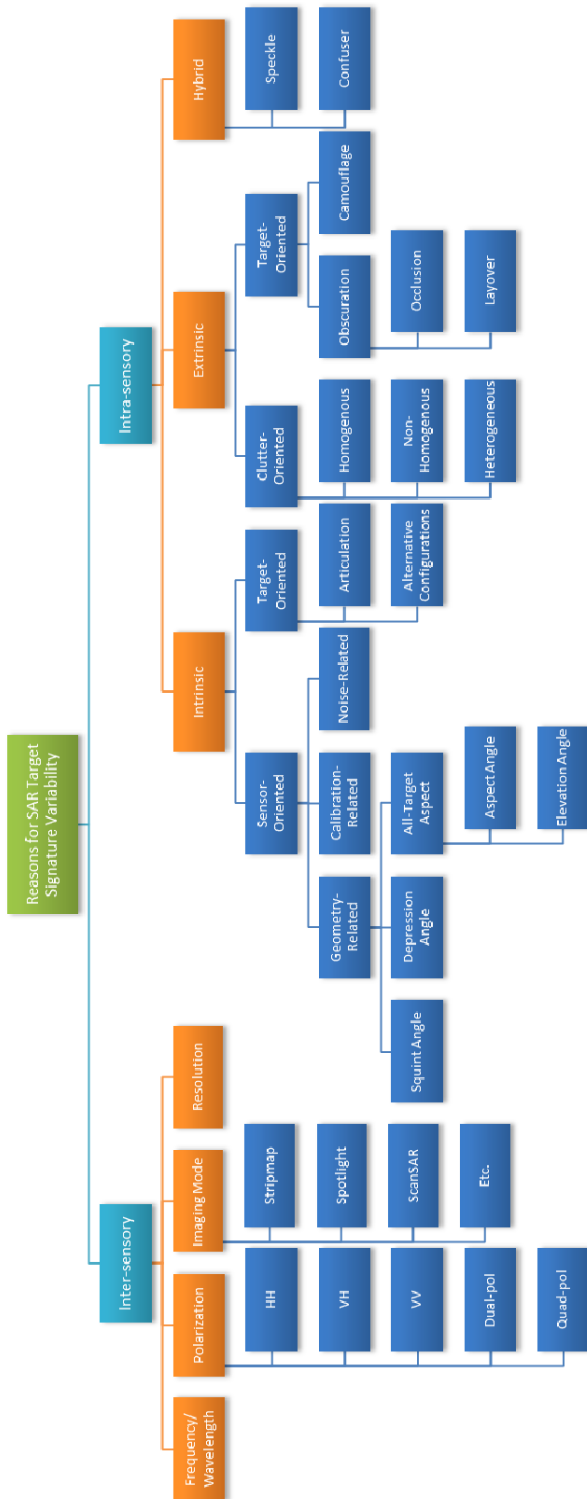 Reasons for SAR Target
Signature Variability
Inter-sensory
Intra-sensory
Frequency/
Wavelength
Polarization
Imaging Mode
Resolution
Intrinsic
Extrinsic
Hybrid
HH
VH
VV
Dual-pol
Quad-pol
Stripmap
Spotlight
ScanSAR
Etc.
Sensor-
Oriented
Target-
Oriented
Clutter-
Oriented
Target-
Oriented
Speckle
Confuser
Geometry-
Related
Calibration-
Related
Noise-Related
Articulation
Alternative
Configurations
Homogenous
Non-
Homogenous
Heterogeneous
Obscuration
Camouflage
Squint Angle
Depression
Angle
All-Target
Aspect
Aspect Angle
Elevation Angle
Occlusion
Layover